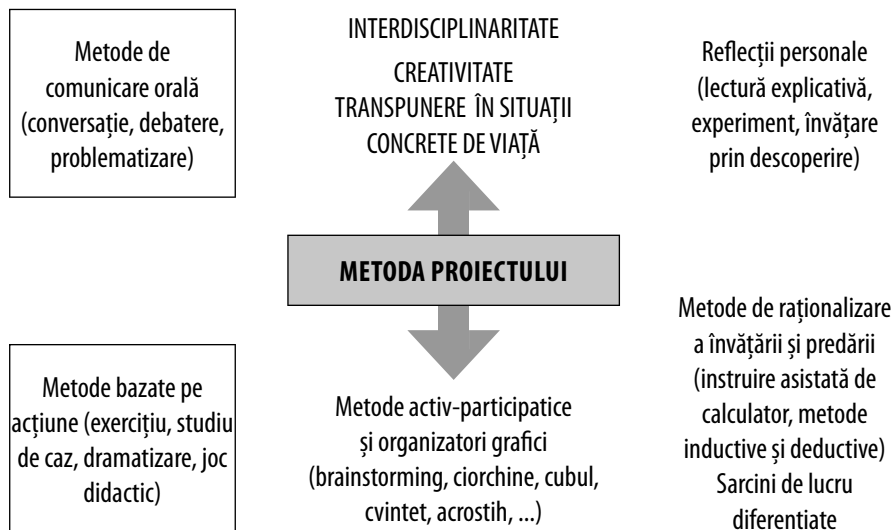 Metode de
comunicare orală
(conversație, debatere,
problematizare)
INTERDISCIPLINARITATE
CREATIVITATE
TRANSPUNERE ÎN SITUAȚII
CONCRETE DE VIAȚĂ
Reflecții personale
(lectură explicativă,
experiment, învățare
prin descoperire)
METODA PROIECTULUI
Metode bazate pe
acțiune (exercițiu, studiu
de caz, dramatizare, joc
didactic)
Metode activ-participatice
și organizatori grafici
(brainstorming, ciorchine, cubul,
cvintet, acrostih, ...)
Metode de raționalizare
a învățării și predării
(instruire asistată de
calculator, metode
inductive și deductive)
Sarcini de lucru
diferențiate